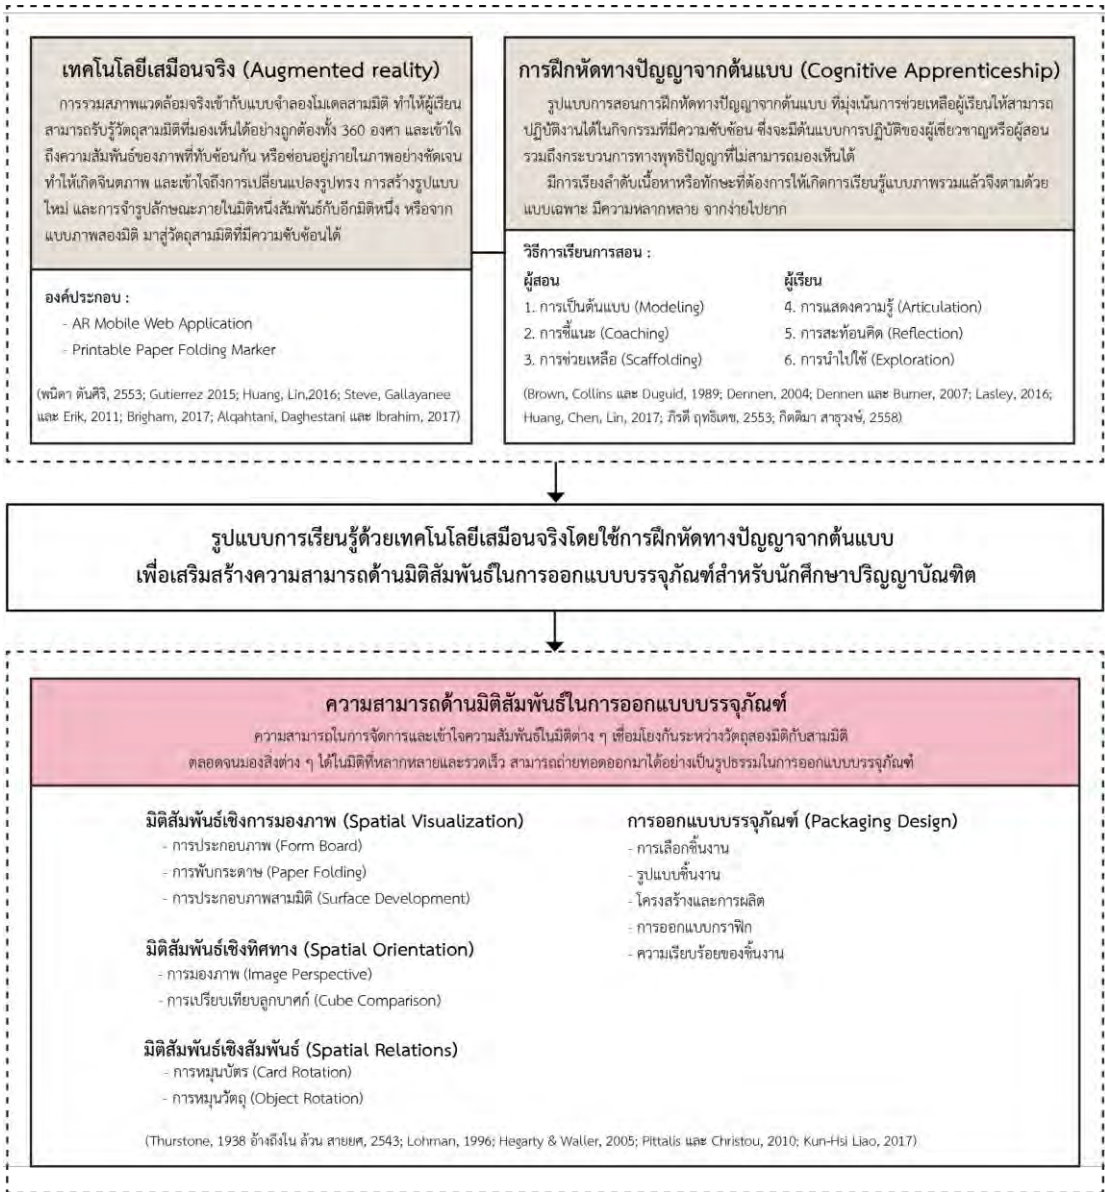 เทคโนโลยีเสมือนจริง (Augmented reality)
การรวมสภาพแวดล้อมจริงเข้ากับแบบจำลองโมเดลสามมิติ ทำให้ผู้เรียน
สามารถรับรู้วัตถุสามมิติที่มองเห็นได้อย่างถูกต้องทั้ง 360 องศา และเข้าใจ
ถึงความสัมพันธ์ของภาพที่ทับซ้อนกัน หรือซ่อนอยู่ภายในภาพอย่างชัดเจน
ทำให้เกิดจินตภาพ และเข้าใจถึงการเปลี่ยนแปลงรูปทรง การสร้างรูปแบบ
ใหม่ และการจำรูปลักษณะภายในมิติหนึ่งสัมพันธ์กับอีกมิติหนึ่ง หรือจาก
แบบภาพสองมิติ มาสู่วัตถุสามมิติที่มีความซับซ้อนได้
องค์ประกอบ :
- AR Mobile Web Application
- Printable Paper Folding Marker
(พนิดา ตันศิริ, 2553; Gutierrez 2015; Huang, Lin,2016; Steve, Gallayanee
และ Erik, 2011; Brigham, 2017; Alqahtani, Daghestani และ Ibrahim, 2017)
การฝึกหัดทางปัญญาจากต้นแบบ (Cognitive Apprenticeship)
รูปแบบการสอนการฝึกหัดทางปัญญาจากต้นแบบ ที่มุ่งเน้นการช่วยเหลือผู้เรียนให้สามารถ
ปฏิบัติงานได้ในกิจกรรมที่มีความซับซ้อน ซึ่งจะมีต้นแบบการปฏิบัติของผู้เชี่ยวชาญหรือผู้สอน
รวมถึงกระบวนการทางพุทธิปัญญาที่ไม่สามารถมองเห็นได้
มีการเรียงลำดับเนื้อหาหรือทักษะที่ต้องการให้เกิดการเรียนรู้แบบภาพรวมแล้วจึงตามด้วย
แบบเฉพาะ มีความหลากหลาย จากง่ายไปยาก
วิธีการเรียนการสอน :
ผู้สอน
1. การเป็นต้นแบบ (Modeling)
2. การชี้แนะ (Coaching)
3. การช่วยเหลือ (Scaffolding)
ผู้เรียน
4. การแสดงความรู้ (Articulation)
5. การสะท้อนคิด (Reflection)
6. การนำไปใช้ (Exploration)
(Brown, Collins และ Duguid, 1989; Dennen, 2004; Dennen และ Burner, 2007; Lasley, 2016;
Huang, Chen, Lin, 2017; ภิรดี ฤทธิเดช, 2553; กิตติมา สาธุวงษ์, 2558)
รูปแบบการเรียนรู้ด้วยเทคโนโลยีเสมือนจริงโดยใช้การฝึกหัดทางปัญญาจากต้นแบบ
เพื่อเสริมสร้างความสามารถด้านมิติสัมพันธ์ในการออกแบบบรรจุภัณฑ์สำหรับนักศึกษาปริญญาบัณฑิต
ความสามารถด้านมิติสัมพันธ์ในการออกแบบบรรจุภัณฑ์
ความสามารถในการจัดการและเข้าใจความสัมพันธ์ในมิติต่าง ๆ เชื่อมโยงกันระหว่างวัตถุสองมิติกับสามมิติ
ตลอดจนมองสิ่งต่าง ๆ ได้ในมิติที่หลากหลายและรวดเร็ว สามารถถ่ายทอดออกมาได้อย่างเป็นรูปธรรมในการออกแบบบรรจุภัณฑ์
มิติสัมพันธ์เชิงการมองภาพ (Spatial Visualization)
- การประกอบภาพ (Form Board)
- การพับกระดาษ (Paper Folding)
- การประกอบภาพสามมิติ (Surface Development)
มิติสัมพันธ์เชิงทิศทาง (Spatial Orientation)
- การมองภาพ (Image Perspective)
- การเปรียบเทียบลูกบาศก์ (Cube Comparison)
มิติสัมพันธ์เชิงสัมพันธ์ (Spatial Relations)
- การหมุนบัตร (Card Rotation)
- การหมุนวัตถุ (Object Rotation)
การออกแบบบรรจุภัณฑ์ (Packaging Design)
- การเลือกชิ้นงาน
- รูปแบบชิ้นงาน
- โครงสร้างและการผลิต
- การออกแบบกราฟิก
- ความเรียบร้อยของชิ้นงาน
(Thurstone, 1938 อ้างถึงใน ล้วน สายยศ, 2543; Lohman, 1996; Hegarty & Waller, 2005; Pittalis และ Christou, 2010; Kun-Hsi Liao, 2017)